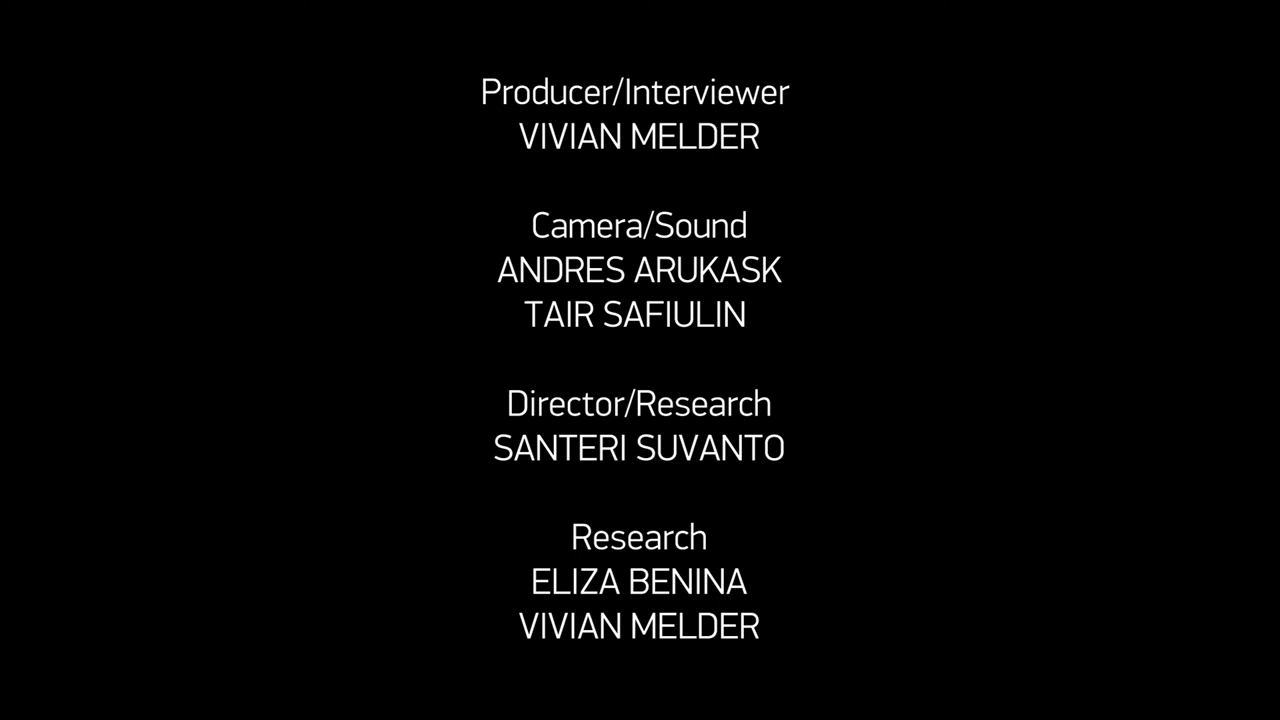 Producer/Interviewer
VIVIAN MELDER
Camera/Sound
ANDRES ARUKASK
TAIR SAFIULIN
Director/Research
SANTERI SUVANTO
Research
ELIZA BENINA
VIVIAN MELDER